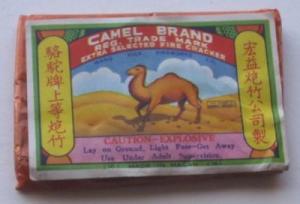 CAMEL BRAND
REG. TRADE MARK
EXTRA SELECTED FIRE CRACKER
駱駝牌上等炮竹
宏益炮竹公司製
CAUTION—EXPLOSIVE
Lay on Ground, Light Fuse—Get Away
Use Under Adult Supervision.